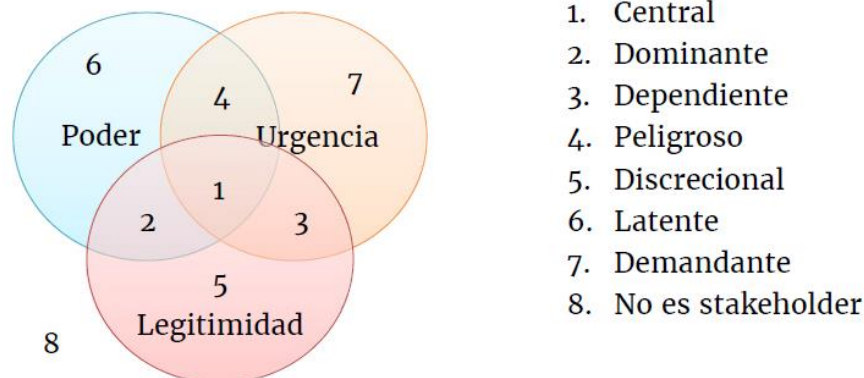 6
4
7
Poder
Urgencia
1
2
3
5
Legitimidad
8
1. Central
2. Dominante
3. Dependiente
4. Peligroso
5. Discrecional
6. Latente
7. Demandante
8. No es stakeholder